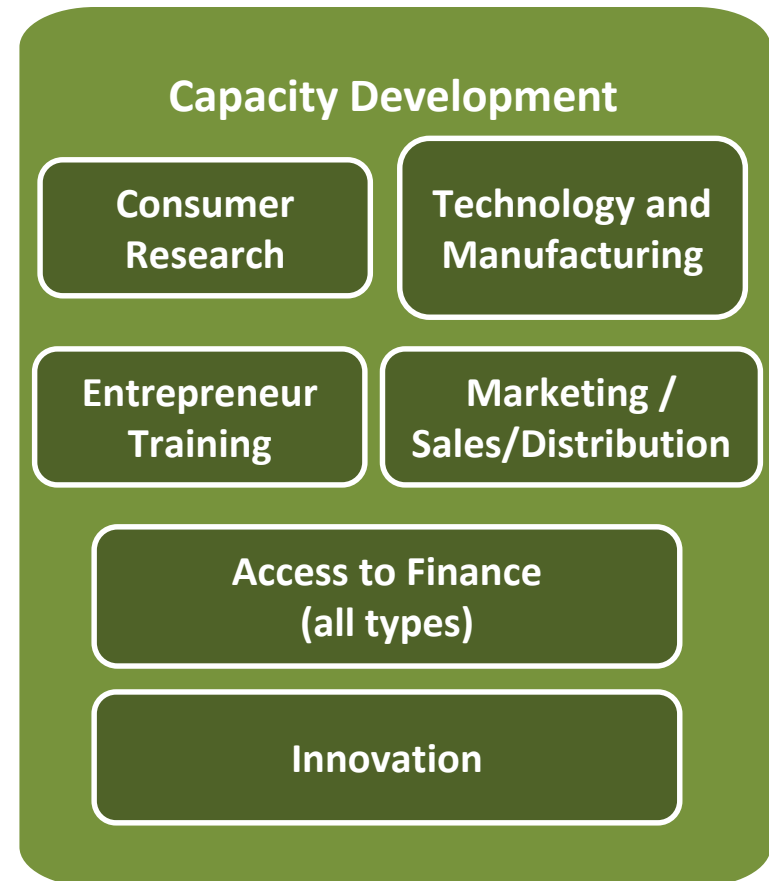 Capacity Development
Consumer
Research
Technology and
Manufacturing
Entrepreneur
Training
Marketing /
Sales/Distribution
Access to Finance
(all types)
Innovation